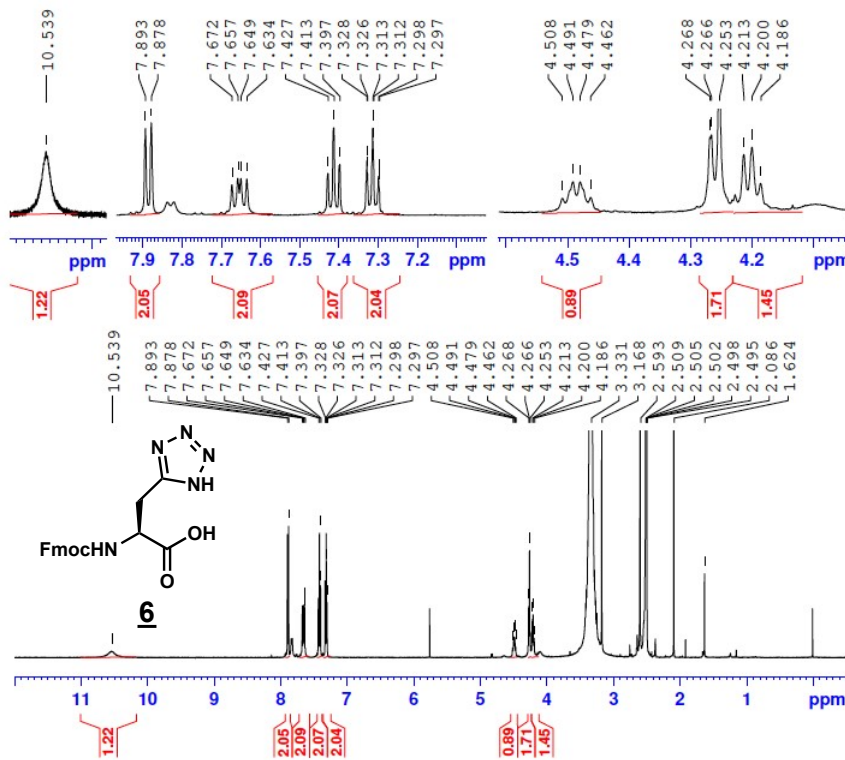 10.539 7.893 7.878 7.672 7.657 7.649 7.634 7.427 7.413 7.397 7.328 7.326 7.313 7.312 7.298 7.297 4.508 4.491 4.479 4.462 4.268 4.266 4.253 4.213 4.200 4.186
ppm 7.9 7.8 7.7 7.6 7.5 7.4 7.3 7.2 ppm 4.5 4.4 4.3 4.2 ppm
1.22 2.05 2.09 2.07 2.04 0.89 1.71 1.45
10.539 7.893 7.878 7.672 7.657 7.649 7.634 7.427 7.413 7.397 7.328 7.326 7.313 7.312 7.298 7.297 4.508 4.491 4.479 4.462 4.268 4.266 4.253 4.213 4.200 4.186 3.331 3.168 2.593 2.509 2.505 2.502 2.498 2.495 2.086 1.624
N N
N N
NH
OH
FmocHN
O
6
11 10 9 8 7 6 5 4 3 2 1 ppm
1.22 2.05 2.09 2.07 2.04 0.89 1.71 1.45